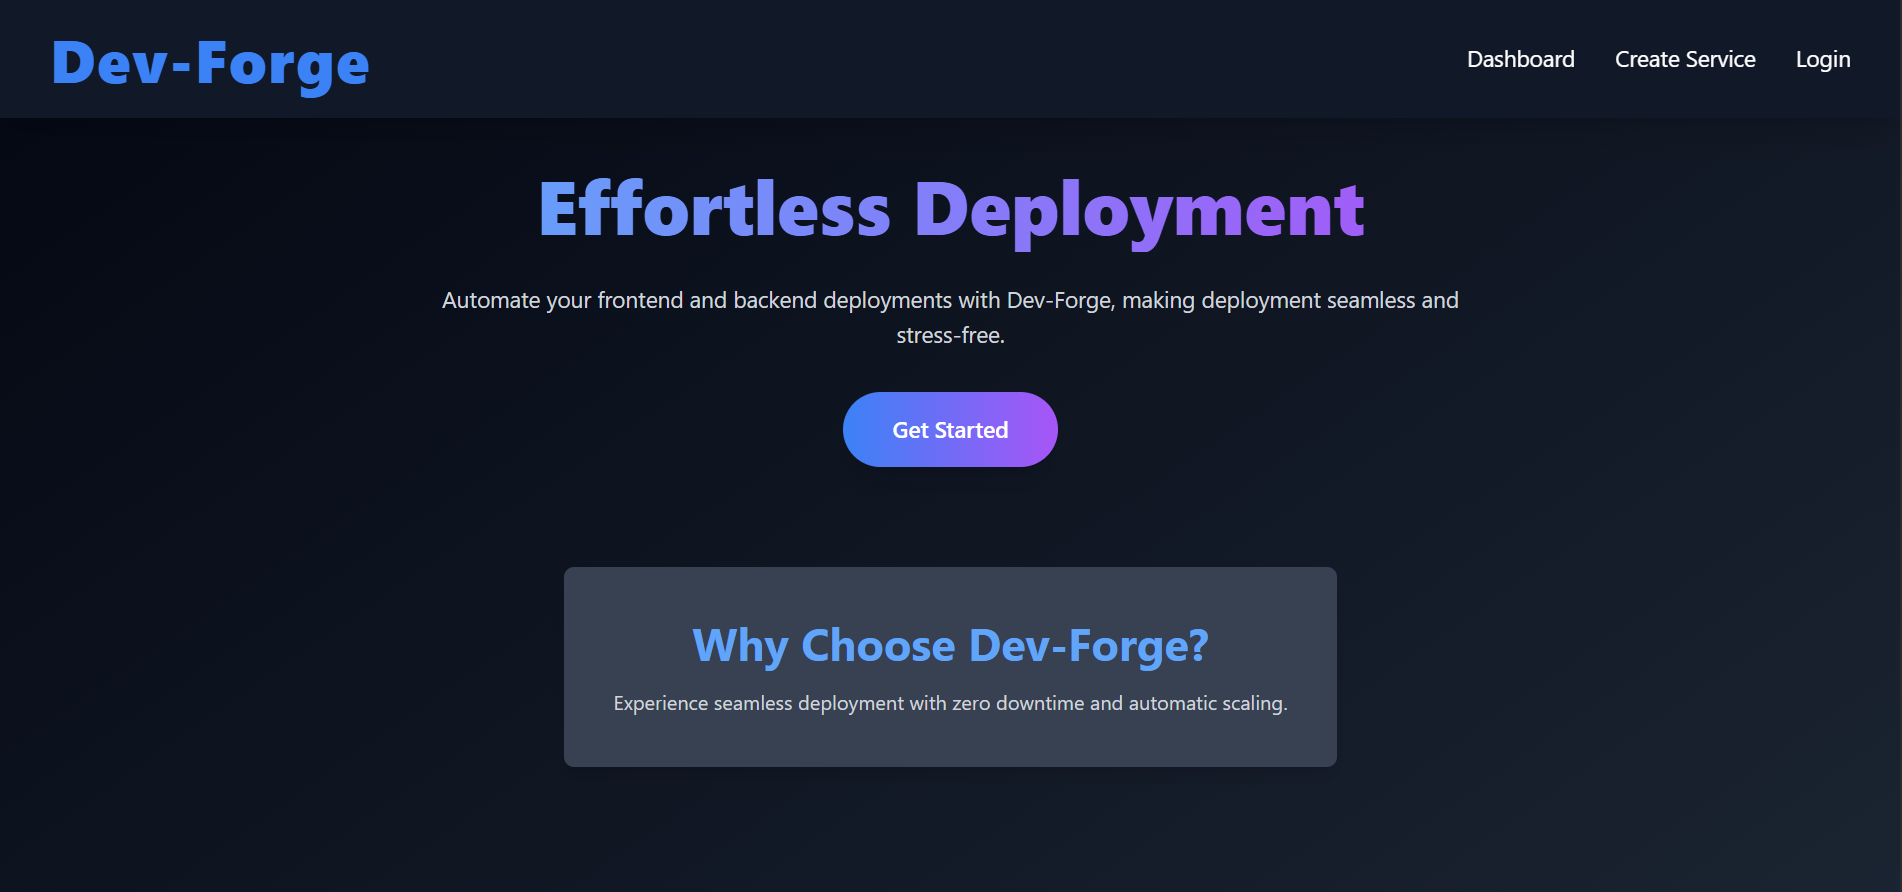 Dev-Forge
Dashboard
Create Service
Login
Effortless Deployment
Automate your frontend and backend deployments with Dev-Forge, making deployment seamless and
stress-free.
Get Started
Why Choose Dev-Forge?
Experience seamless deployment with zero downtime and automatic scaling.